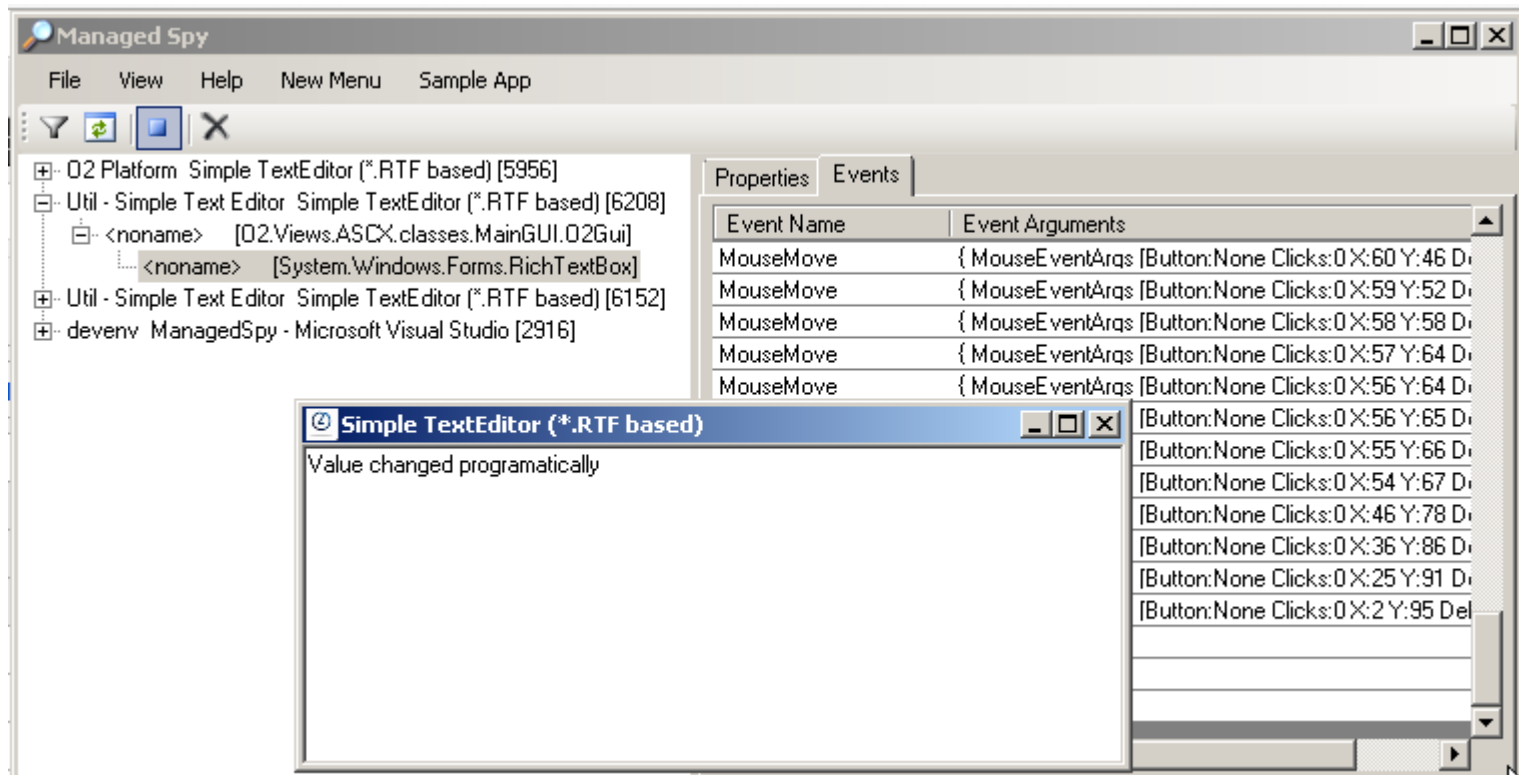 Managed Spy
File View Help New Menu Sample App
O2 Platform Simple TextEditor (*.RTF based) [5956]
Util - Simple Text Editor Simple TextEditor (*.RTF based) [6208]
<noname> [O2.Views.ASCX.classes.MainGUI.O2Gui]
<noname> [System.Windows.Forms.RichTextBox]
Util - Simple Text Editor Simple TextEditor (*.RTF based) [6152]
devenv ManagedSpy - Microsoft Visual Studio [2916]
Properties Events
Event Name Event Arguments
MouseMove { MouseEventArgs [Button:None Clicks:0 X:60 Y:46
MouseMove { MouseEventArgs [Button:None Clicks:0 X:59 Y:52
MouseMove { MouseEventArgs [Button:None Clicks:0 X:58 Y:58
MouseMove { MouseEventArgs [Button:None Clicks:0 X:57 Y:64
MouseMove { MouseEventArgs [Button:None Clicks:0 X:56 Y:64
[Button:None Clicks:0 X:56 Y:65
[Button:None Clicks:0 X:55 Y:66
[Button:None Clicks:0 X:54 Y:67
[Button:None Clicks:0 X:46 Y:78
[Button:None Clicks:0 X:36 Y:86
[Button:None Clicks:0 X:25 Y:91
[Button:None Clicks:0 X:2 Y:95 Del
Simple TextEditor (*.RTF based)
Value changed programatically